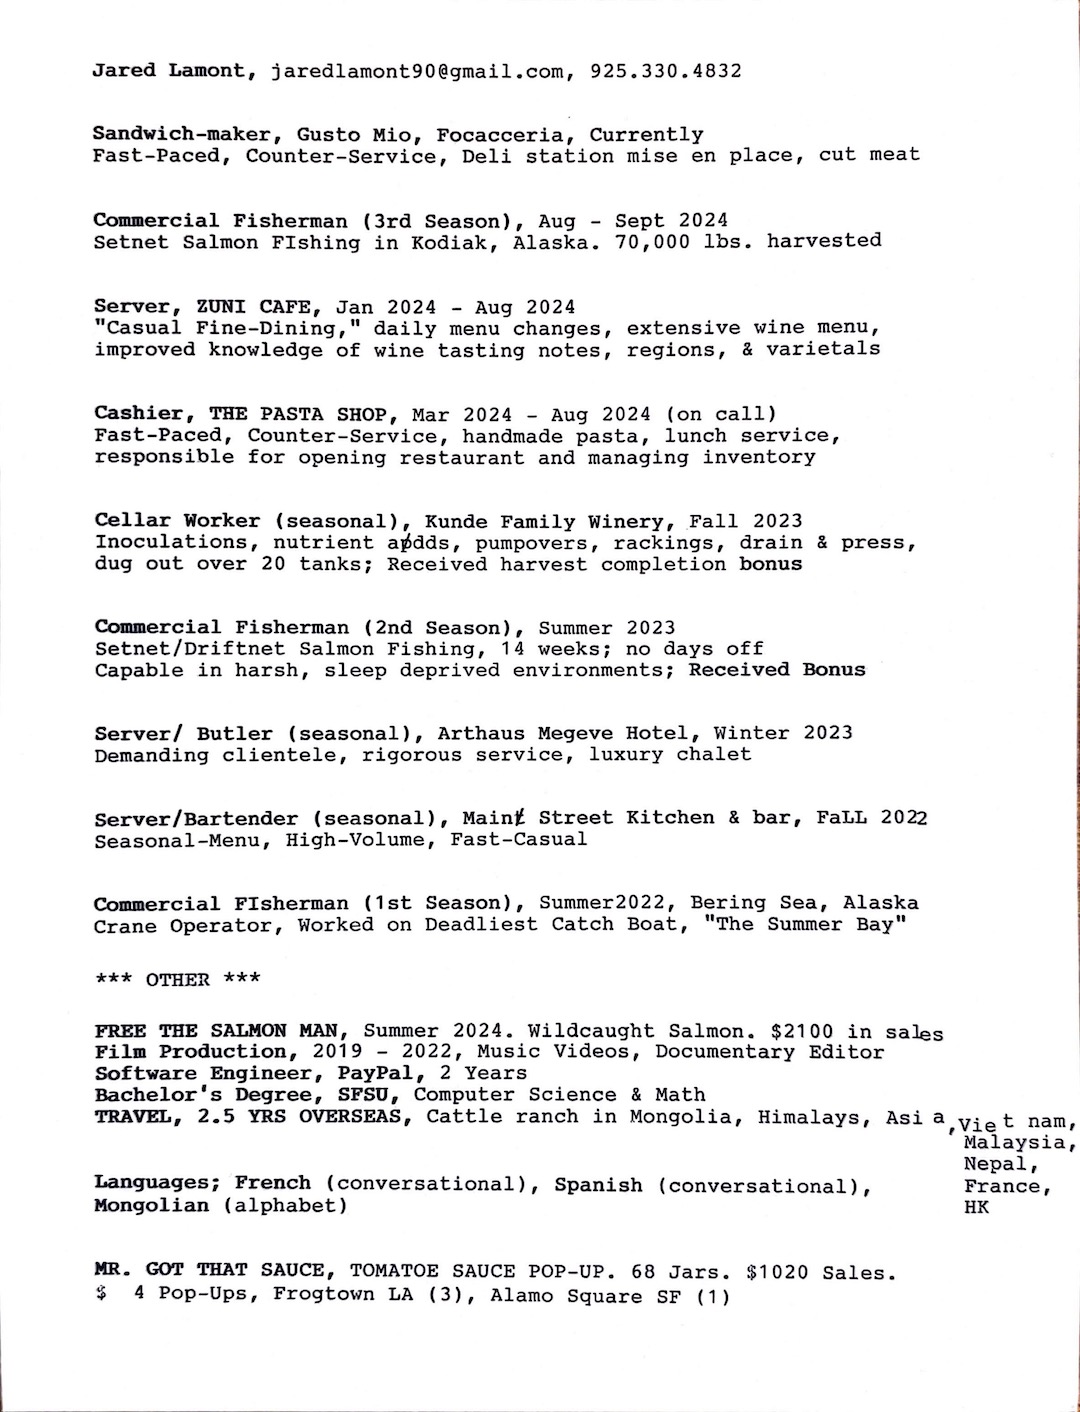 Jared Lamont, jaredlamont90@gmail.com, 925.330.4832
Sandwich-maker, Gusto Mio, Focacceria, Currently
Fast-Paced, Counter-Service, Deli station mise en place, cut meat
Commercial Fisherman (3rd Season), Aug - Sept 2024
Setnet Salmon FIshing in Kodiak, Alaska. 70,000 lbs. harvested
Server, ZUNI CAFE, Jan 2024 - Aug 2024
"Casual Fine-Dining," daily menu changes, extensive wine menu,
improved knowledge of wine tasting notes, regions, & varietals
Cashier, THE PASTA SHOP, Mar 2024 - Aug 2024 (on call)
Fast-Paced, Counter-Service, handmade pasta, lunch service,
responsible for opening restaurant and managing inventory
Cellar Worker (seasonal), Kunde Family Winery, Fall 2023
Inoculations, nutrient adds, pumpovers, rackings, drain & press,
dug out over 20 tanks; Received harvest completion bonus
Commercial Fisherman (2nd Season), Summer 2023
Setnet/Driftnet Salmon Fishing, 14 weeks; no days off
Capable in harsh, sleep deprived environments; Received Bonus
Server/ Butler (seasonal), Arthaus Megeve Hotel, Winter 2023
Demanding clientele, rigorous service, luxury chalet
Server/Bartender (seasonal), Main Street Kitchen & bar, FaLL 2022
Seasonal-Menu, High-Volume, Fast-Casual
Commercial FIsherman (1st Season), Summer2022, Bering Sea, Alaska
Crane Operator, Worked on Deadliest Catch Boat, "The Summer Bay"
*** OTHER ***
FREE THE SALMON MAN, Summer 2024. Wildcaught Salmon. $2100 in sales
Film Production, 2019 - 2022, Music Videos, Documentary Editor
Software Engineer, PayPal, 2 Years
Bachelor's Degree, SFSU, Computer Science & Math
TRAVEL, 2.5 YRS OVERSEAS, Cattle ranch in Mongolia, Himalays, Asia, Vietnam,
Malaysia,
Nepal,
France,
HK
Languages; French (conversational), Spanish (conversational),
Mongolian (alphabet)
MR. GOT THAT SAUCE, TOMATOE SAUCE POP-UP. 68 Jars. $1020 Sales.
$ 4 Pop-Ups, Frogtown LA (3), Alamo Square SF (1)